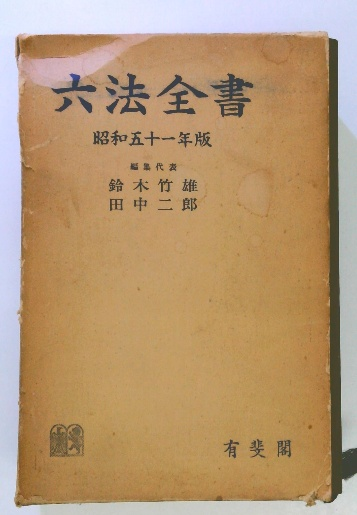 六法全書
昭和五十一年版
編集代表
鈴木竹雄
田中二郎
有斐閣